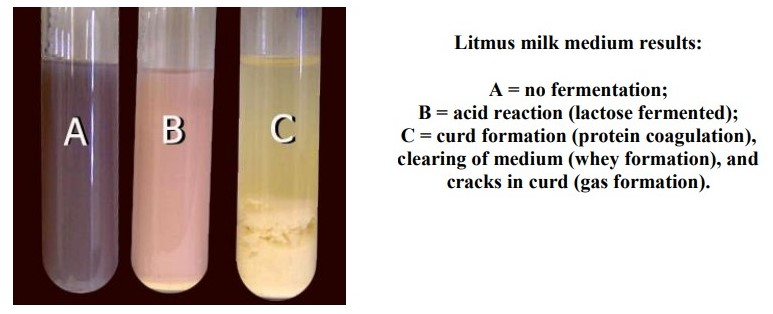 A
B
C
Litmus milk medium results:
A = no fermentation;
B = acid reaction (lactose fermented);
C = curd formation (protein coagulation),
clearing of medium (whey formation), and
cracks in curd (gas formation).